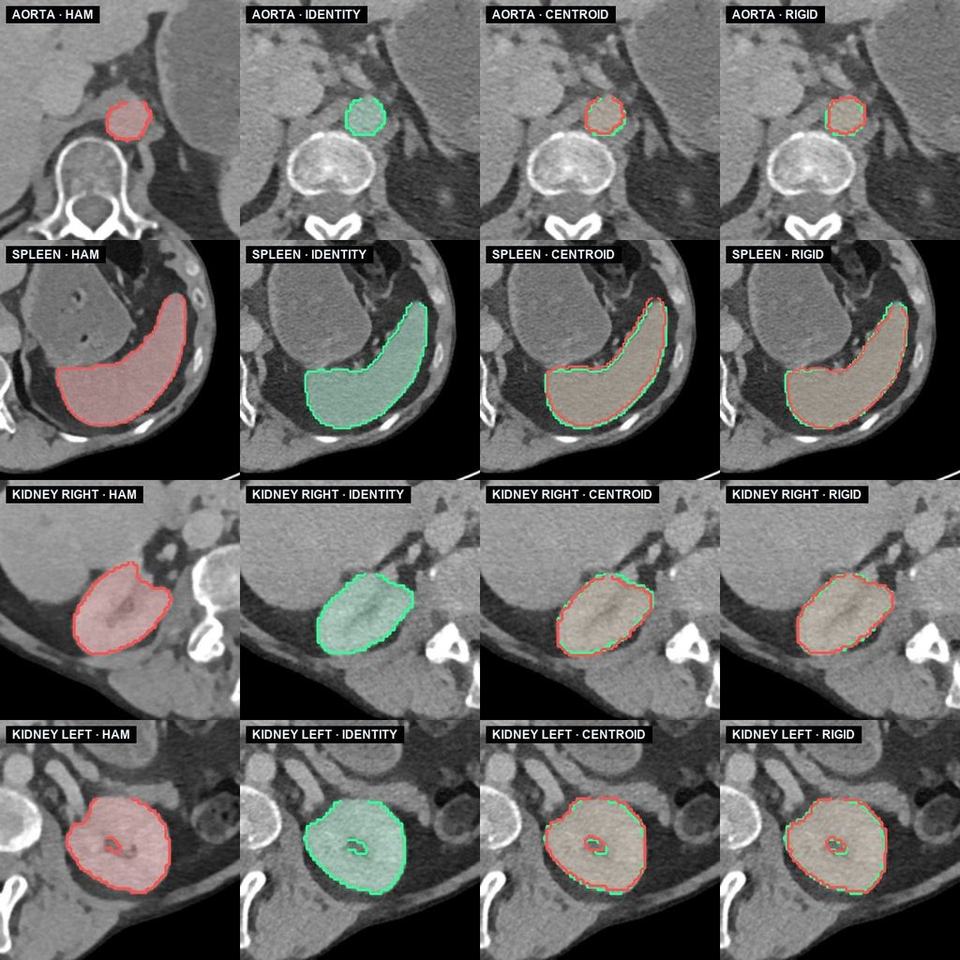 AORTA · HAM
AORTA · IDENTITY
AORTA · CENTROID
AORTA · RIGID
SPLEEN · HAM
SPLEEN · IDENTITY
SPLEEN · CENTROID
SPLEEN · RIGID
KIDNEY RIGHT · HAM
KIDNEY RIGHT · IDENTITY
KIDNEY RIGHT · CENTROID
KIDNEY RIGHT · RIGID
KIDNEY LEFT · HAM
KIDNEY LEFT · IDENTITY
KIDNEY LEFT · CENTROID
KIDNEY LEFT · RIGID